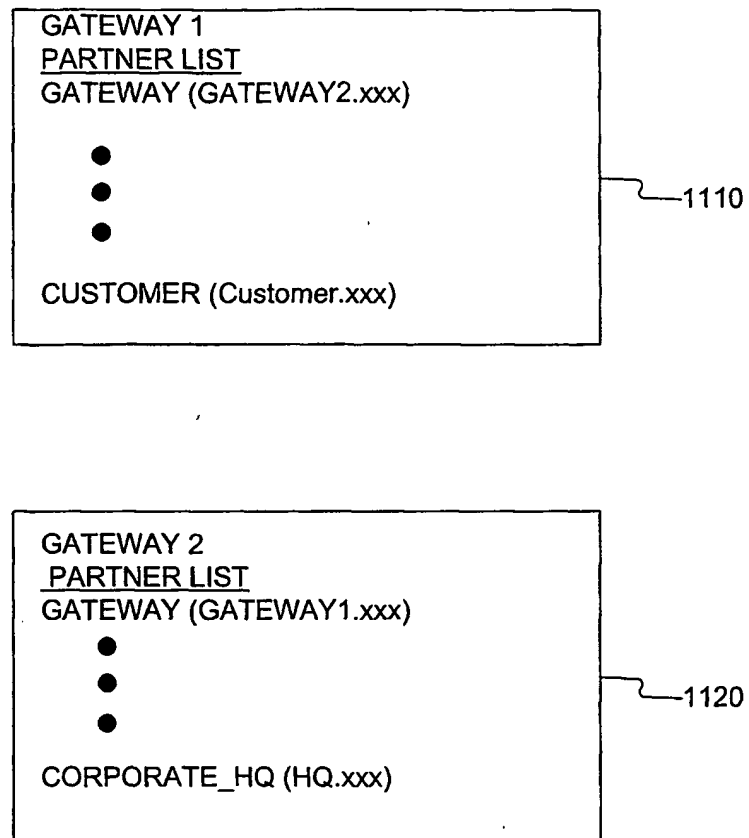 GATEWAY 1
PARTNER LIST
GATEWAY (GATEWAY2.xxx)
CUSTOMER (Customer.xxx)
1110
GATEWAY 2
PARTNER LIST
GATEWAY (GATEWAY1.xxx)
CORPORATE_HQ (HQ.xxx)
1120